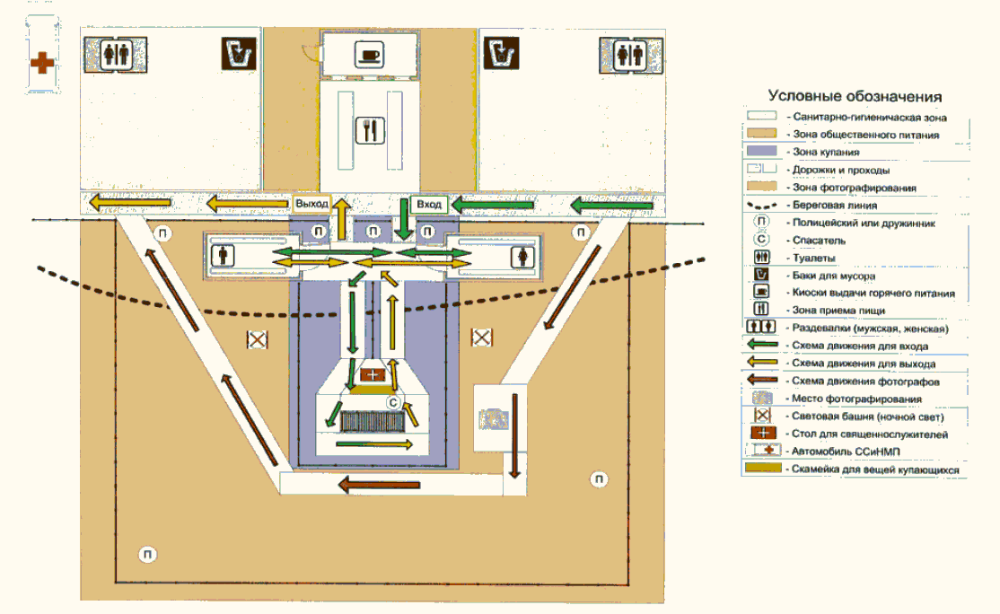 Условные обозначения
- Санитарно-гигиеническая зона
- Зона общественного питания
- Зона купания
- Дорожки и проходы
- Зона фотографирования
- Береговая линия
П - Полицейский или дружинник
С - Спасатель
- Туалеты
- Баки для мусора
- Киоски выдачи горячего питания
- Зона приема пищи
- Раздевалки (мужская, женская)
- Схема движения для входа
- Схема движения для выхода
- Схема движения фотографов
- Место фотографирования
- Световая башня (ночной свет)
- Стол для священнослужителей
- Автомобиль ССиНМП
- Скамейка для вещей купающихся
Выход
Вход
П
П
П
П
П
С
П
П